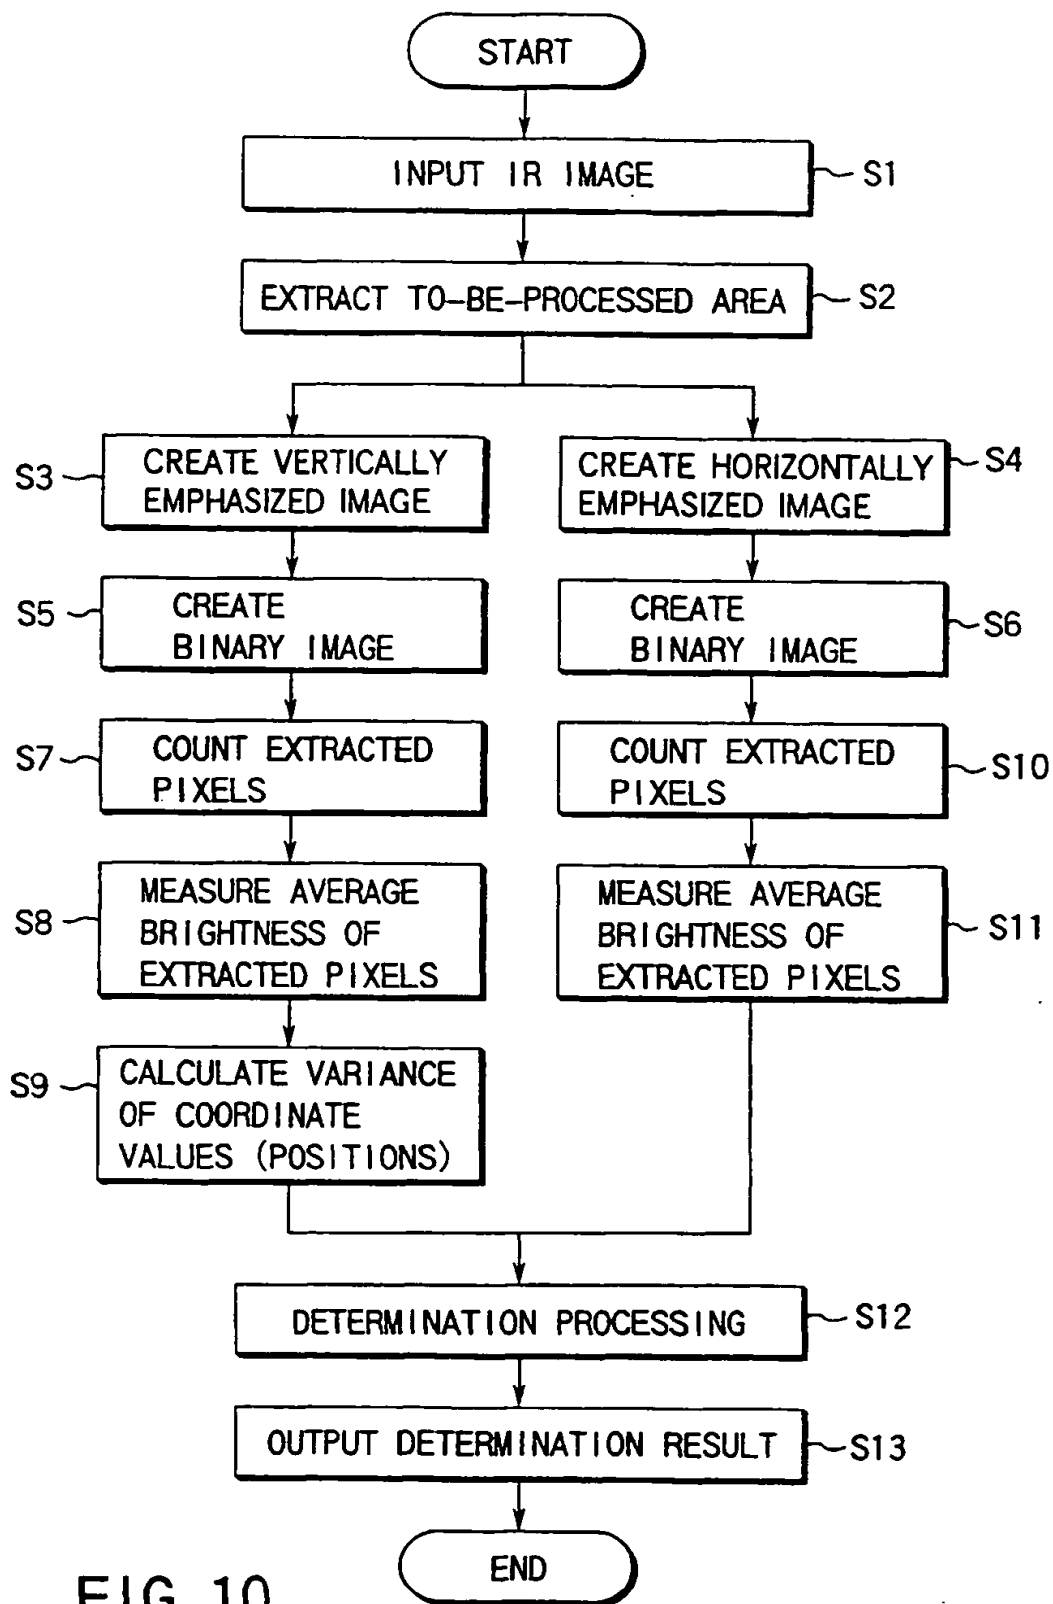 START
INPUT IR IMAGE
S1
EXTRACT TO-BE-PROCESSED AREA
S2
S3
CREATE VERTICALLY
EMPHASIZED IMAGE
CREATE HORIZONTALLY
EMPHASIZED IMAGE
S4
S5
CREATE
BINARY IMAGE
CREATE
BINARY IMAGE
S6
S7
COUNT EXTRACTED
PIXELS
COUNT EXTRACTED
PIXELS
S10
S8
MEASURE AVERAGE
BRIGHTNESS OF
EXTRACTED PIXELS
MEASURE AVERAGE
BRIGHTNESS OF
EXTRACTED PIXELS
S11
S9
CALCULATE VARIANCE
OF COORDINATE
VALUES (POSITIONS)
DETERMINATION PROCESSING
S12
OUTPUT DETERMINATION RESULT
S13
END
FIG. 10